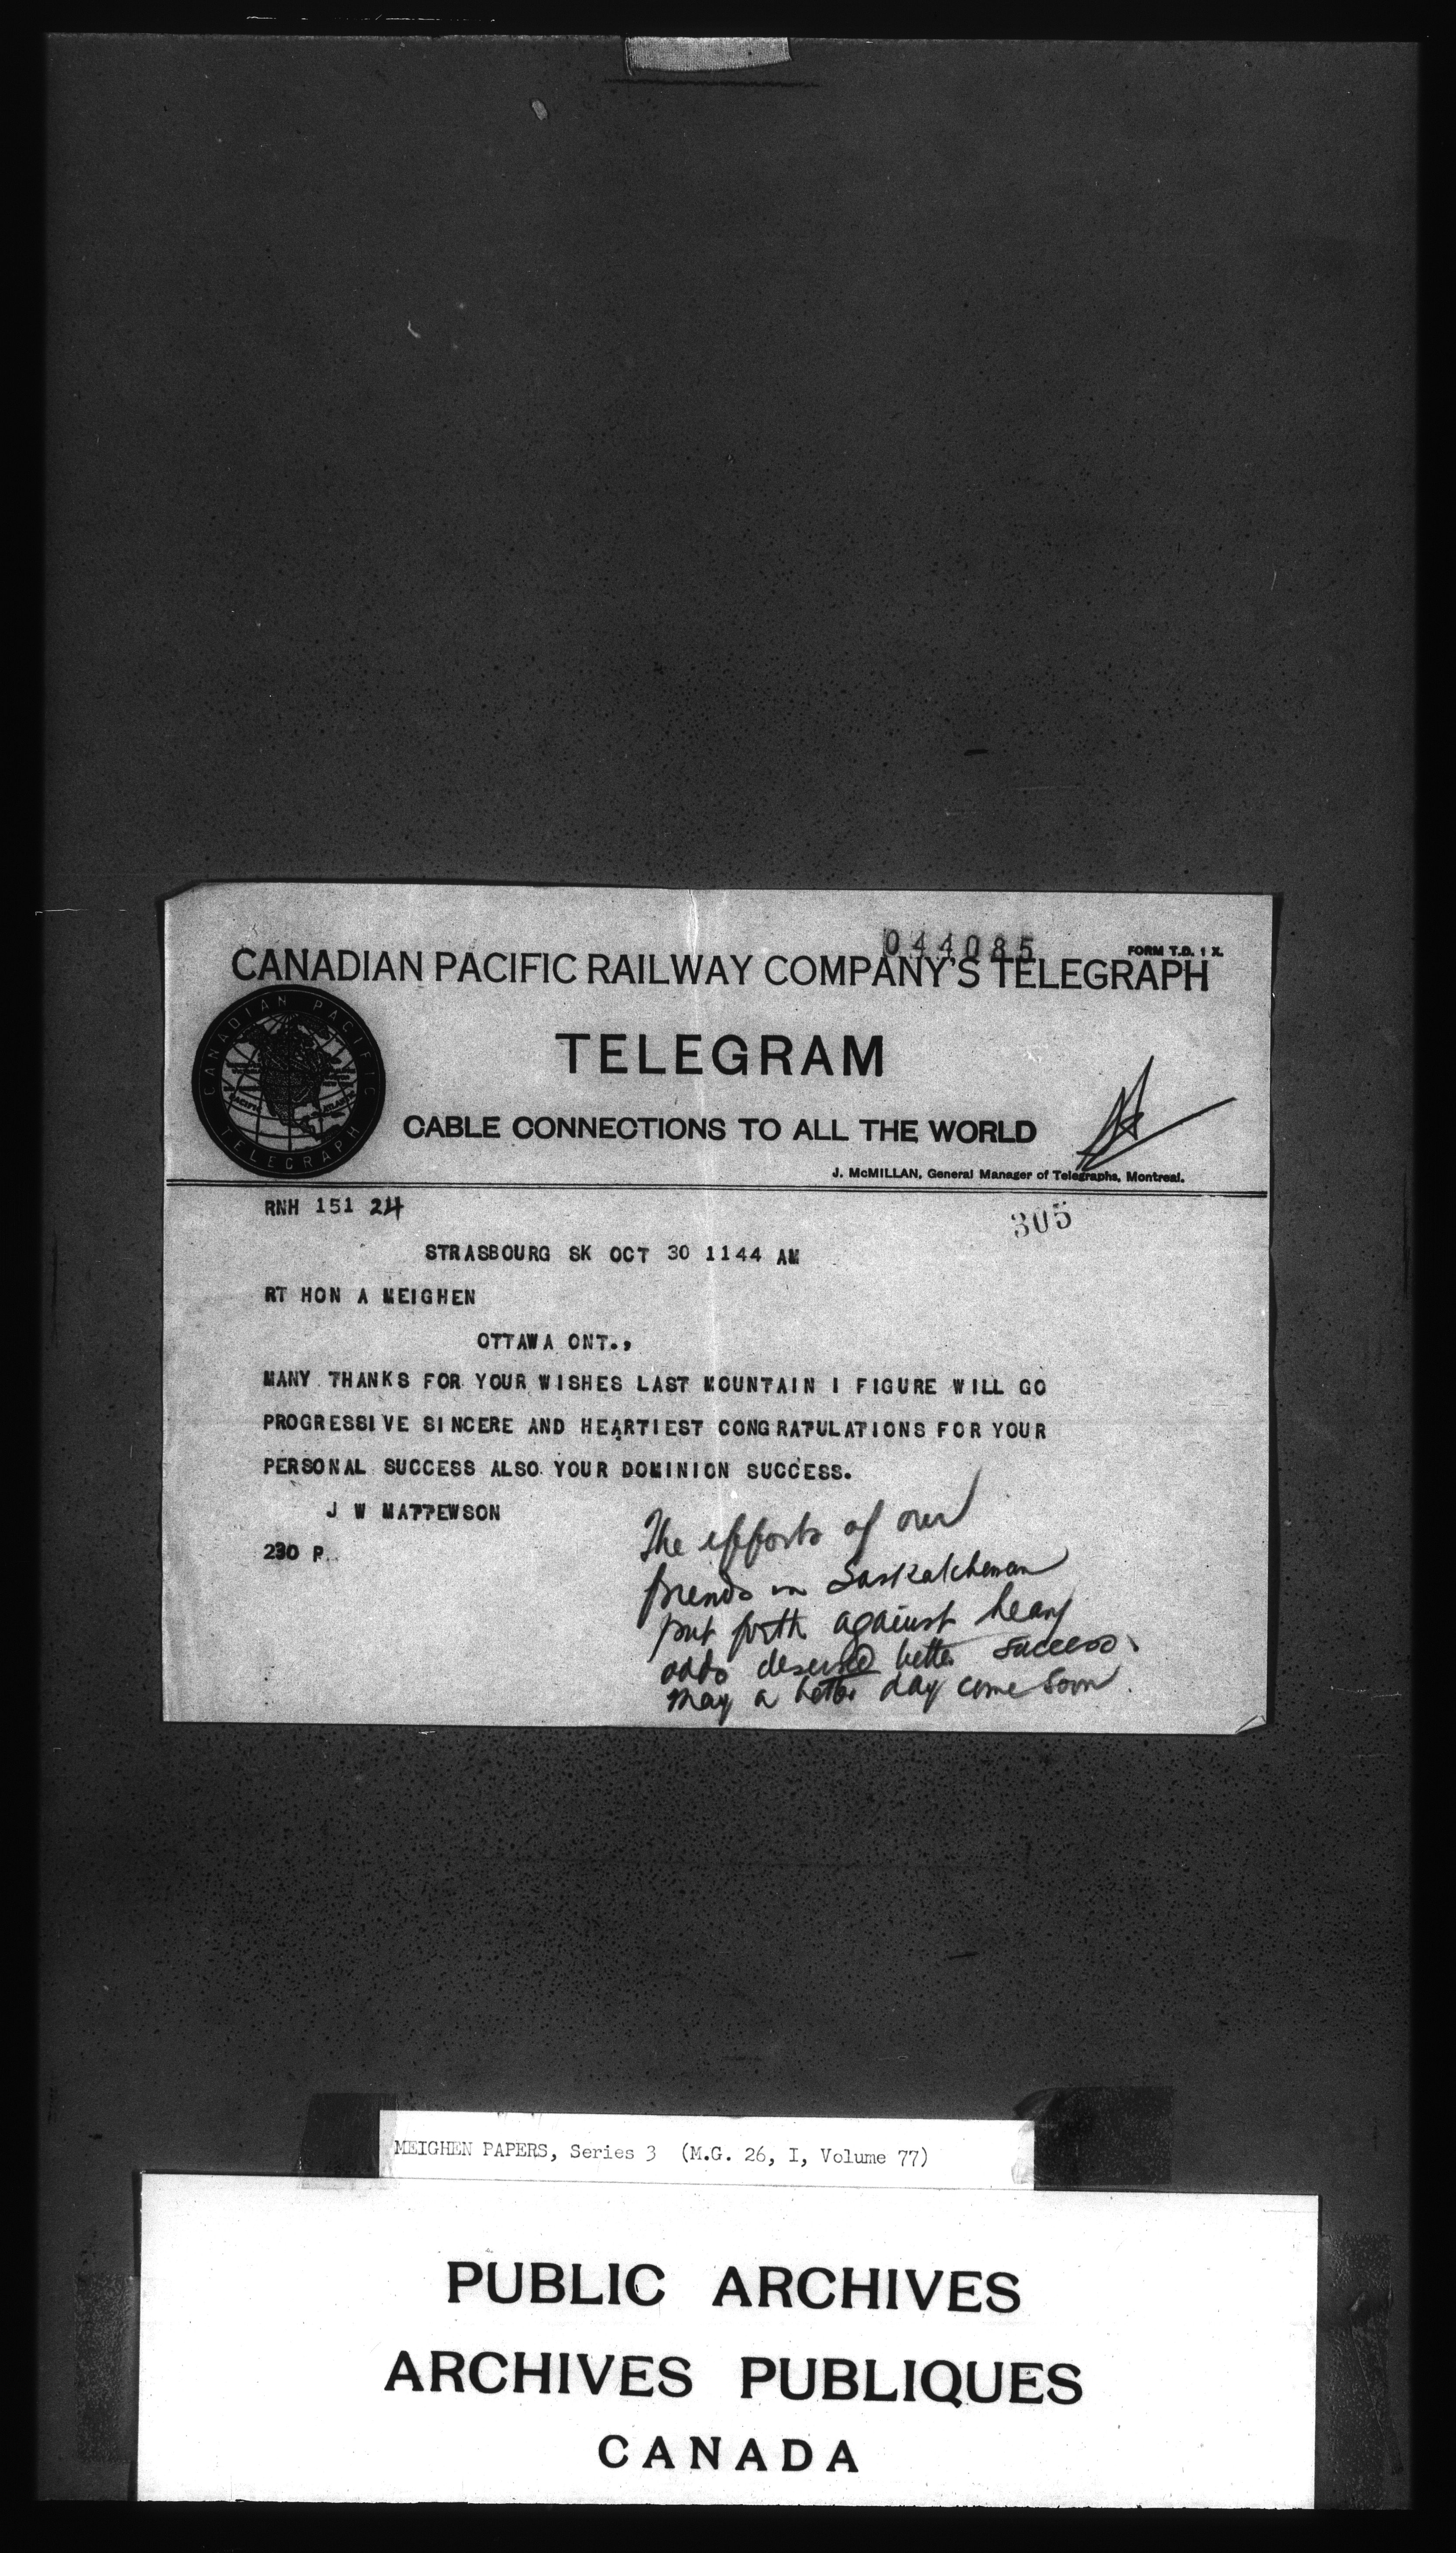 044085
FORM T.D. 1 X.
CANADIAN PACIFIC RAILWAY COMPANY'S TELEGRAPH
CANADIAN PACIFIC
TELEGRAPH
PACIFIC
ATLANTIC
TELEGRAM
CABLE CONNECTIONS TO ALL THE WORLD
J. McMILLAN, General Manager of Telegraphs, Montreal.
RNH 151 24
305
STRASBOURG SK OCT 30 1144 AM
RT HON A MEIGHEN
OTTAWA ONT.,
MANY THANKS FOR YOUR WISHES LAST MOUNTAIN I FIGURE WILL GO
PROGRESSIVE SINCERE AND HEARTIEST CONGRATULATIONS FOR YOUR
PERSONAL SUCCESS ALSO YOUR DOMINION SUCCESS.
J W MATPEWSON
230 P.
The efforts of our
friends in Saskatchewan
put forth against heavy
odds deserved better success.
May a better day come soon.
MEIGHEN PAPERS, Series 3 (M.G. 26, I, Volume 77)
PUBLIC ARCHIVES
ARCHIVES PUBLIQUES
CANADA